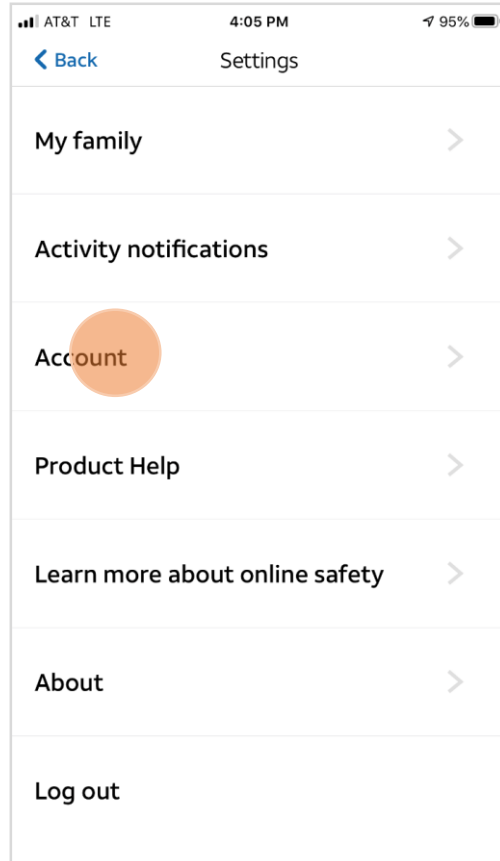 AT&T LTE 4:05 PM 95%
Back Settings
My family
Activity notifications
Account
Product Help
Learn more about online safety
About
Log out